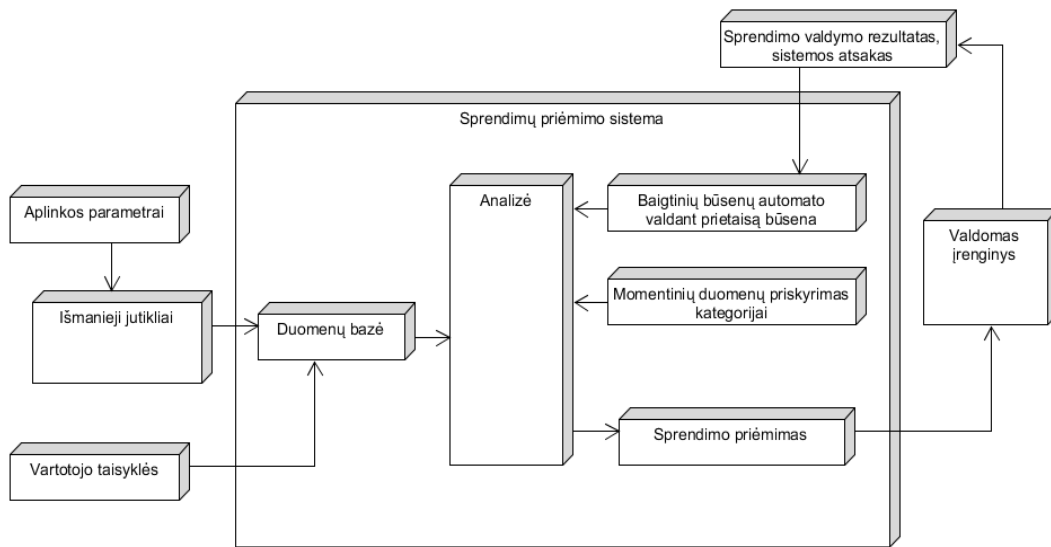 Sprendimo valdymo rezultatas,
sistemos atsakas
Sprendimų priėmimo sistema
Aplinkos parametrai
Analizė
Baigtinių būsenų automato
valdant prietaisą būsena
Valdomas
įrenginys
Momentinių duomenų priskyrimas
kategorijai
Išmanieji jutikliai
Duomenų bazė
Sprendimo priėmimas
Vartotojo taisyklės